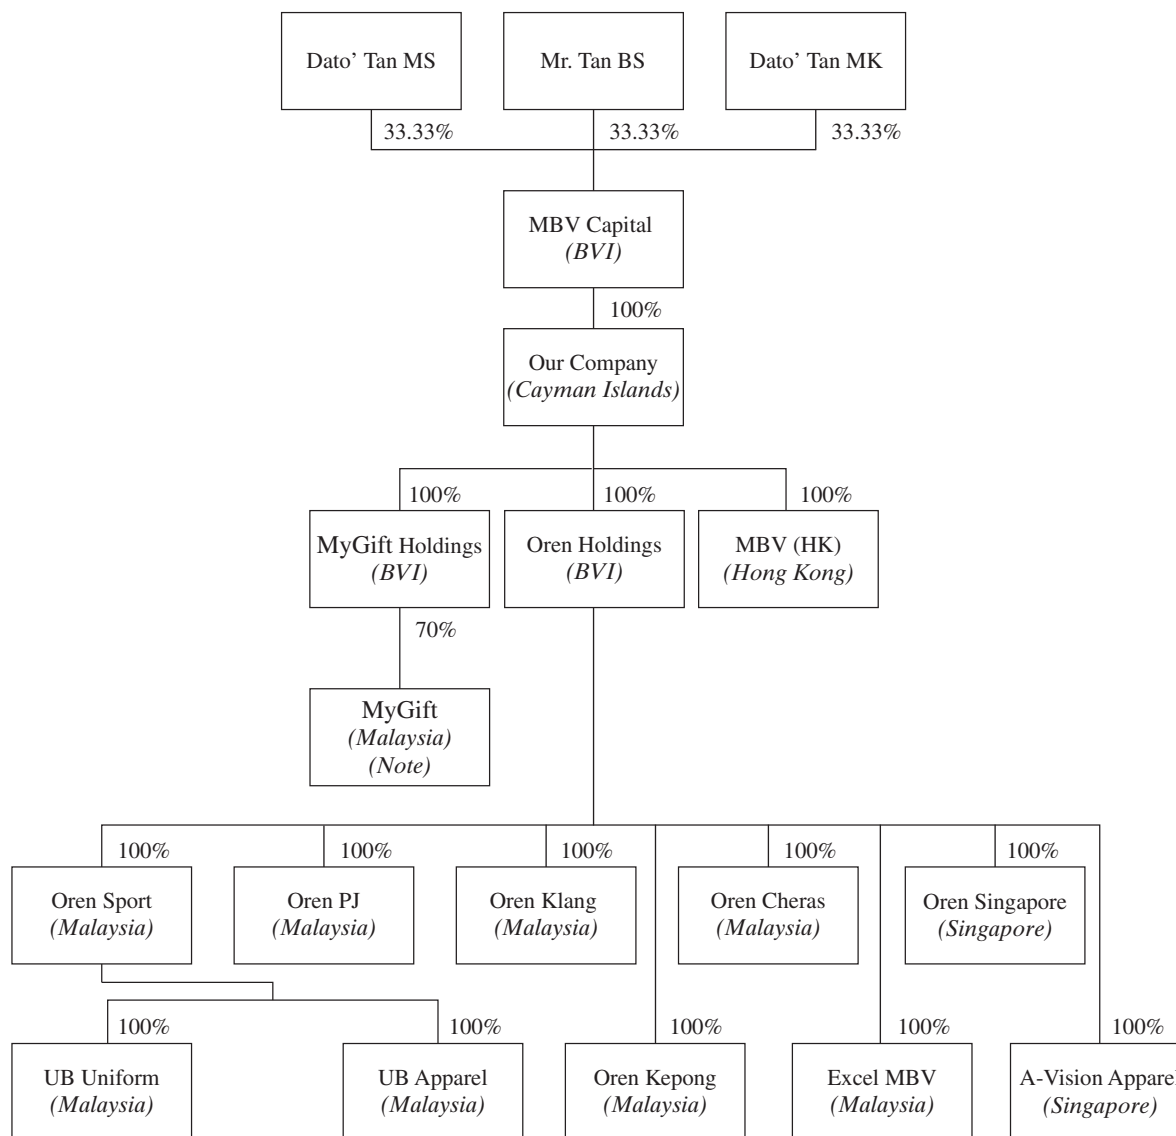 Dato’ Tan MS
Mr. Tan BS
Dato’ Tan MK
33.33%
33.33%
33.33%
MBV Capital
(BVI)
100%
Our Company
(Cayman Islands)
100%
100%
100%
MyGift Holdings
(BVI)
Oren Holdings
(BVI)
MBV (HK)
(Hong Kong)
70%
MyGift
(Malaysia)
(Note)
100%
100%
100%
100%
100%
Oren Sport
(Malaysia)
Oren PJ
(Malaysia)
Oren Klang
(Malaysia)
Oren Cheras
(Malaysia)
Oren Singapore
(Singapore)
100%
100%
100%
100%
100%
UB Uniform
(Malaysia)
UB Apparel
(Malaysia)
Oren Kepong
(Malaysia)
Excel MBV
(Malaysia)
A-Vision Apparel
(Singapore)